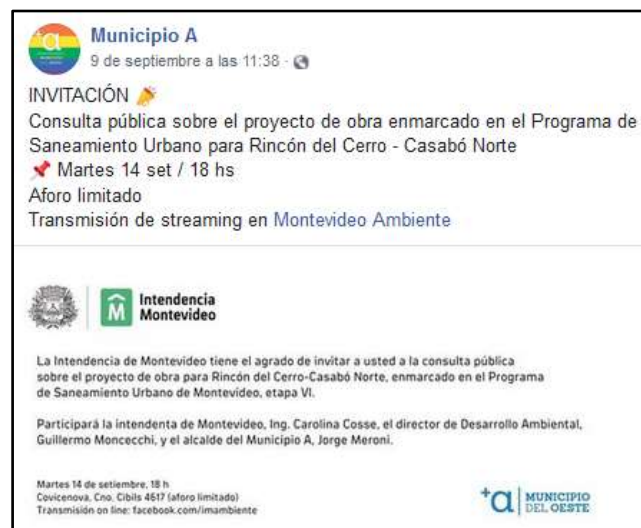 Municipio A
9 de septiembre a las 11:38 ·
INVITACIÓN
Consulta pública sobre el proyecto de obra enmarcado en el Programa de
Saneamiento Urbano para Rincón del Cerro - Casabó Norte
Martes 14 set / 18 hs
Aforo limitado
Transmisión de streaming en Montevideo Ambiente
Intendencia
Montevideo
La Intendencia de Montevideo tiene el agrado de invitar a usted a la consulta pública
sobre el proyecto de obra para Rincón del Cerro-Casabó Norte, enmarcado en el Programa
de Saneamiento Urbano de Montevideo, etapa VI.
Participará la intendenta de Montevideo, Ing. Carolina Cosse, el director de Desarrollo Ambiental,
Guillermo Moncecchi, y el alcalde del Municipio A, Jorge Meroni.
Martes 14 de setiembre, 18 h
Covicenova, Cno. Cibils 4617 (aforo limitado)
Transmisión on line: facebook.com/imambiente
+a MUNICIPIO
DEL OESTE